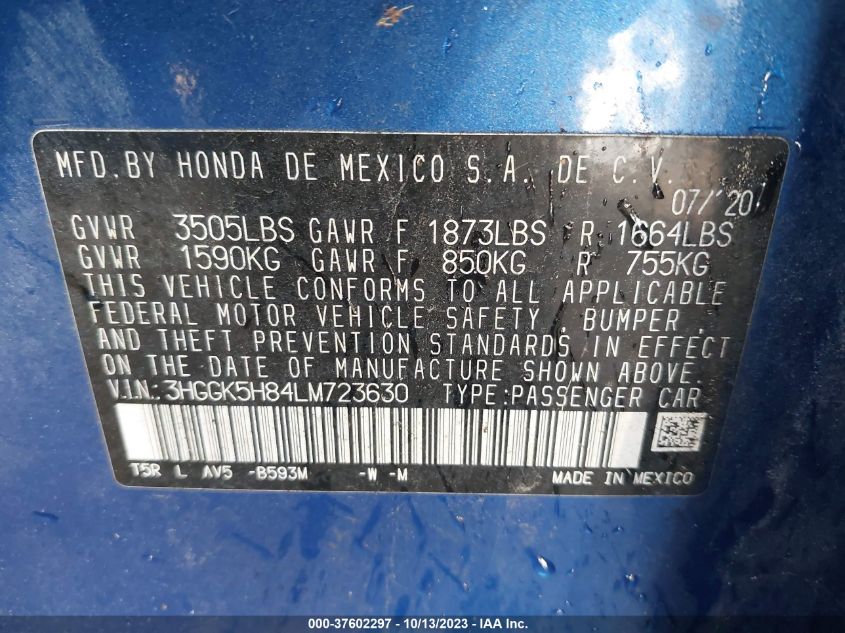 MFD.BY HONDA DE MEXICO S.A. DE C.V.
07/'20
GVWR 3505LBS GAWR F 1873LBS R 1664LBS
GVWR 1590KG GAWR F 850KG R 755KG
THIS VEHICLE CONFORMS TO ALL APPLICABLE
FEDERAL MOTOR VEHICLE SAFETY, BUMPER,
AND THEFT PREVENTION STANDARDS IN EFFECT
ON THE DATE OF MANUFACTURE SHOWN ABOVE
V.I.N.: 3HGGK5H84LM723630 TYPE:PASSENGER CAR
T5R L AV5 -B593M -W -M MADE IN MEXICO
000-37602297 - 10/13/2023 - IAA Inc.